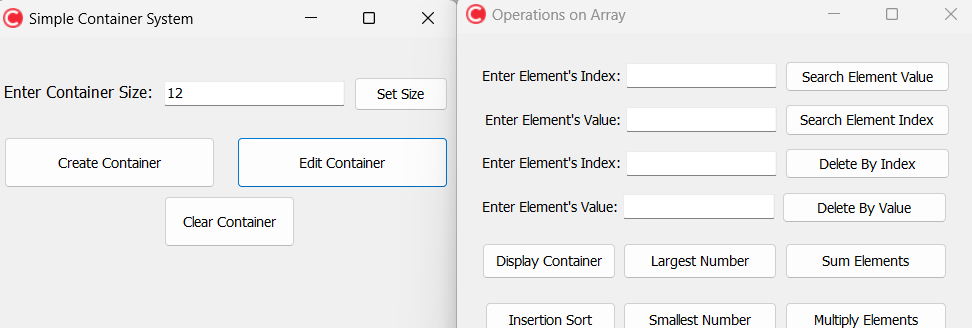 Simple Container System
Enter Container Size: 12 Set Size
Create Container Edit Container
Clear Container
Operations on Array
Enter Element's Index: Search Element Value
Enter Element's Value: Search Element Index
Enter Element's Index: Delete By Index
Enter Element's Value: Delete By Value
Display Container Largest Number Sum Elements
Insertion Sort Smallest Number Multiply Elements